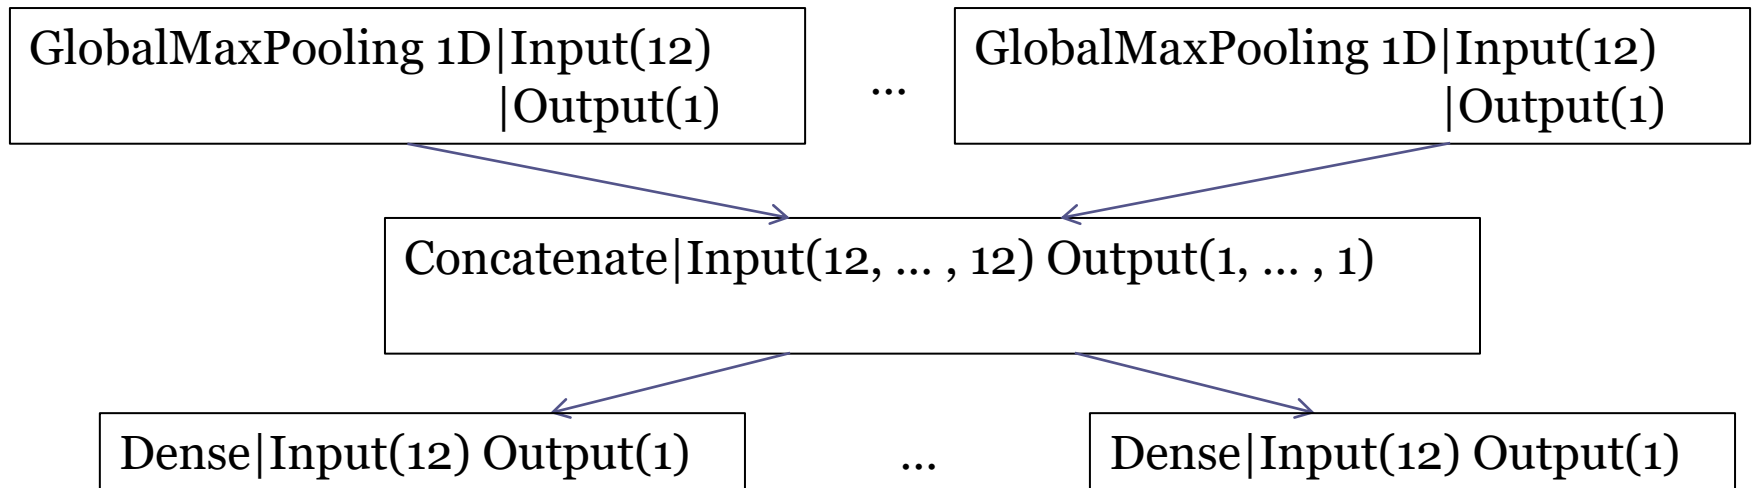 GlobalMaxPooling 1D|Input(12)
|Output(1)
...
GlobalMaxPooling 1D|Input(12)
|Output(1)
Concatenate|Input(12, ... , 12) Output(1, ... , 1)
Dense|Input(12) Output(1)
...
Dense|Input(12) Output(1)